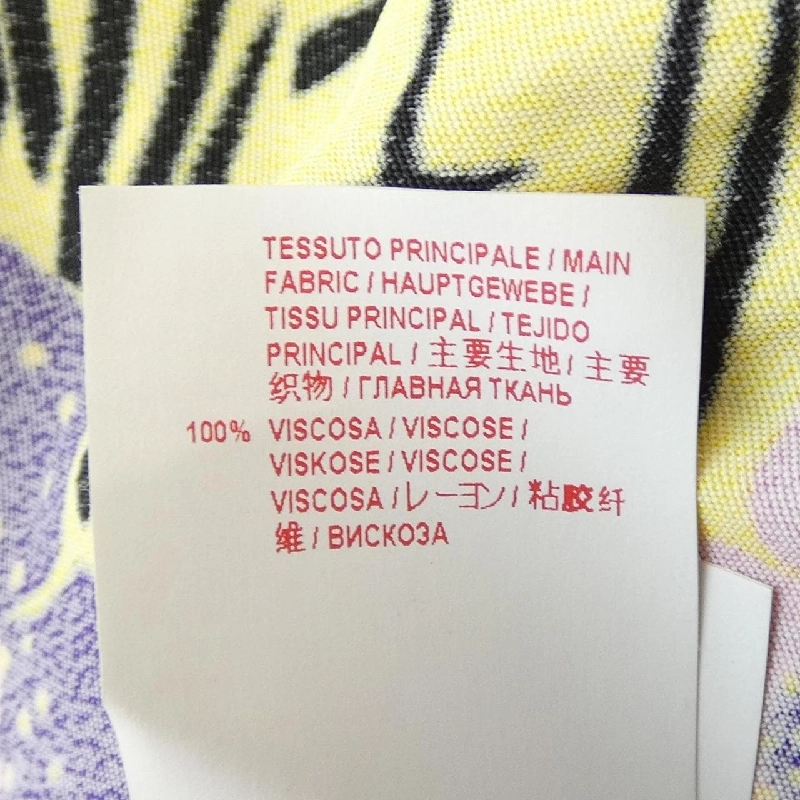 TESSUTO PRINCIPALE / MAIN
FABRIC / HAUPTGEWEBE /
TISSU PRINCIPAL / TEJIDO
PRINCIPAL / 主要生地 / 主要
织物 / ГЛАВНАЯ ТКАНЬ
100% VISCOSA / VISCOSE /
VISKOSE / VISCOSE /
VISCOSA / レーヨン / 粘胶纤
维 / ВИСКОЗА